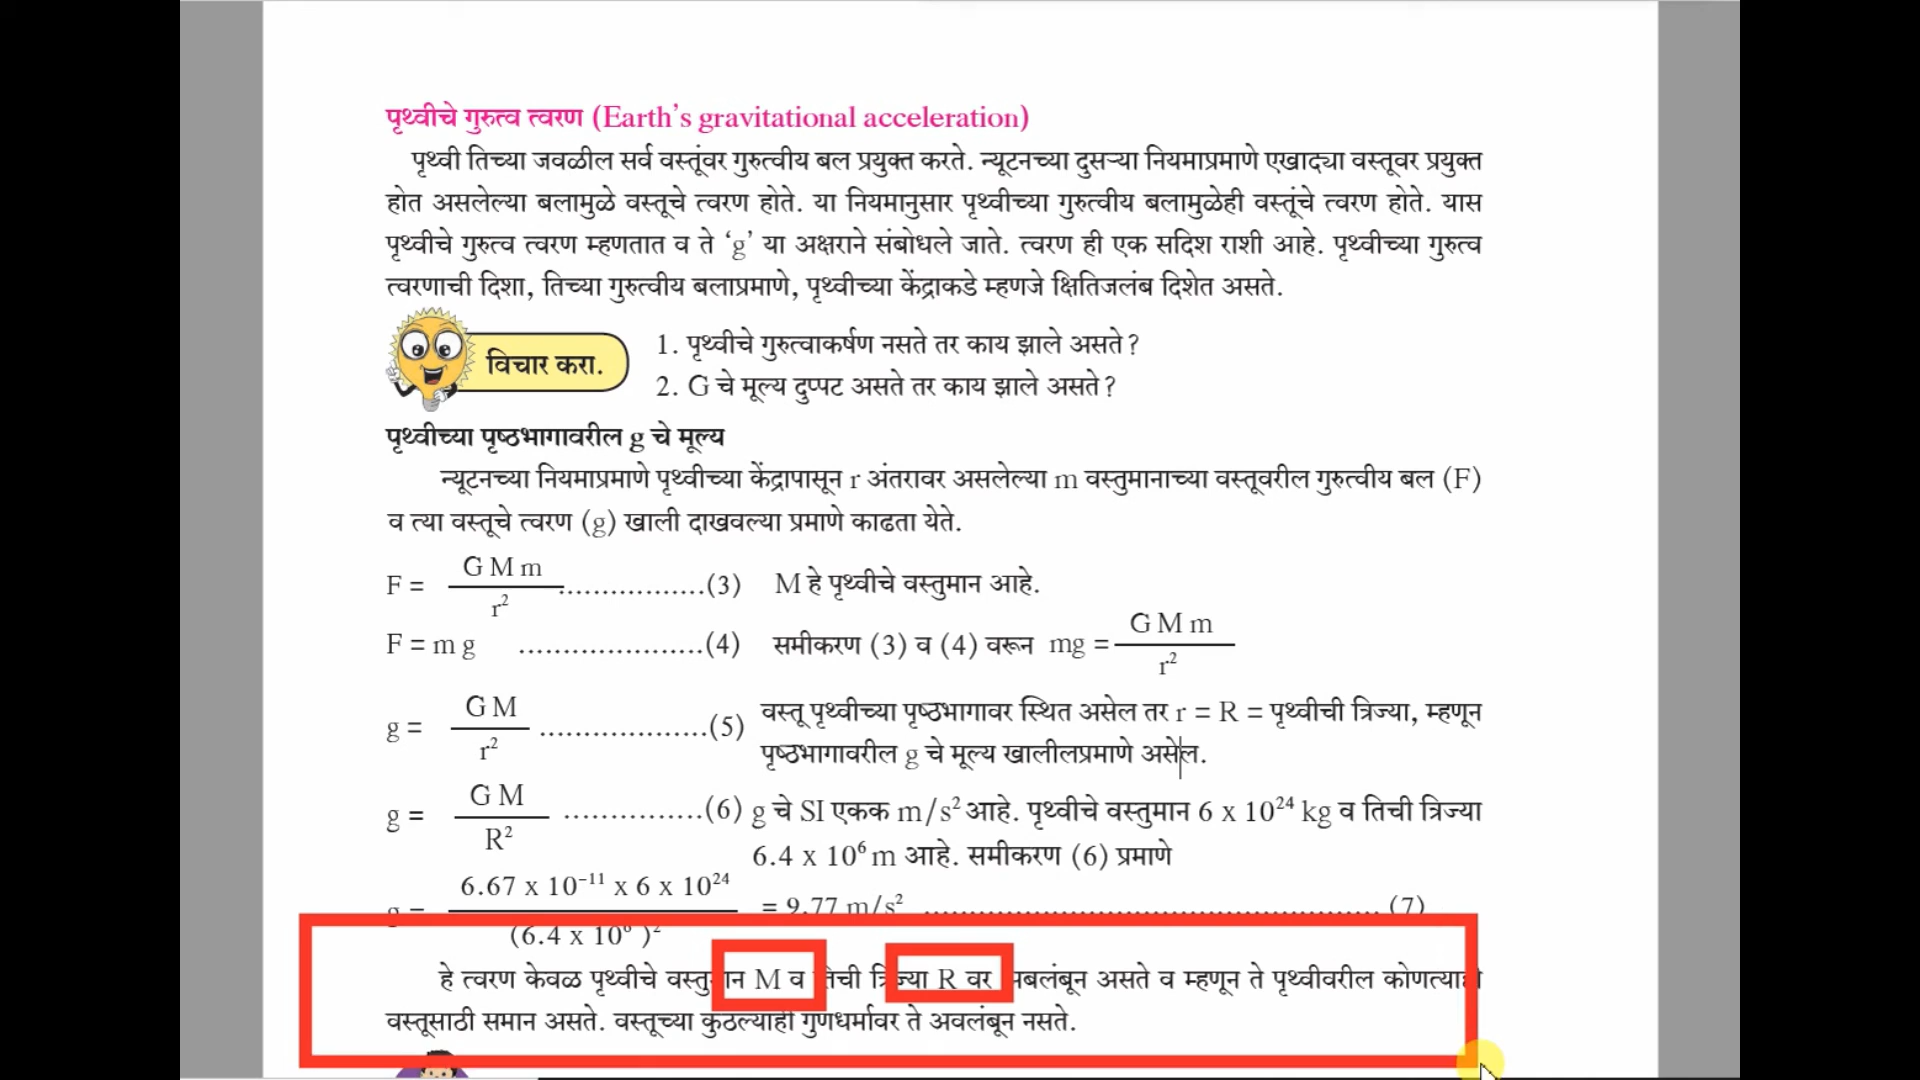 पृथ्वीचे गुरुत्व त्वरण (Earth’s gravitational acceleration)
पृथ्वी तिच्या जवळील सर्व वस्तूंवर गुरुत्वीय बल प्रयुक्त करते. न्यूटनच्या दुसऱ्या नियमाप्रमाणे एखाद्या वस्तूवर प्रयुक्त
होत असलेल्या बलामुळे वस्तूचे त्वरण होते. या नियमानुसार पृथ्वीच्या गुरुत्वीय बलामुळेही वस्तूंचे त्वरण होते. यास
पृथ्वीचे गुरुत्व त्वरण म्हणतात व ते ‘g’ या अक्षराने संबोधले जाते. त्वरण ही एक सदिश राशी आहे. पृथ्वीच्या गुरुत्व
त्वरणाची दिशा, तिच्या गुरुत्वीय बलाप्रमाणे, पृथ्वीच्या केंद्राकडे म्हणजे क्षितिजलंब दिशेत असते.
विचार करा.
1. पृथ्वीचे गुरुत्वाकर्षण नसते तर काय झाले असते?
2. G चे मूल्य दुप्पट असते तर काय झाले असते?
पृथ्वीच्या पृष्ठभागावरील g चे मूल्य
न्यूटनच्या नियमाप्रमाणे पृथ्वीच्या केंद्रापासून r अंतरावर असलेल्या m वस्तुमानाच्या वस्तूवरील गुरुत्वीय बल (F)
व त्या वस्तूचे त्वरण (g) खाली दाखवल्या प्रमाणे काढता येते.
F = G M m / r² ................(3) M हे पृथ्वीचे वस्तुमान आहे.
F = m g .....................(4) समीकरण (3) व (4) वरून mg = G M m / r²
g = G M / r² ...................(5) वस्तू पृथ्वीच्या पृष्ठभागावर स्थित असेल तर r = R = पृथ्वीची त्रिज्या, म्हणून
पृष्ठभागावरील g चे मूल्य खालीलप्रमाणे असेल.
g = G M / R² ................(6) g चे SI एकक m/s² आहे. पृथ्वीचे वस्तुमान 6 x 10²⁴ kg व तिची त्रिज्या
6.4 x 10⁶ m आहे. समीकरण (6) प्रमाणे
g = 6.67 x 10⁻¹¹ x 6 x 10²⁴ / (6.4 x 10⁶ )² = 9.77 m/s² .................................................... (7)
हे त्वरण केवळ पृथ्वीचे वस्तुमान M व तिची त्रिज्या R वर अवलंबून असते व म्हणून ते पृथ्वीवरील कोणत्याही
वस्तूसाठी समान असते. वस्तूच्या कुठल्याही गुणधर्मावर ते अवलंबून नसते.